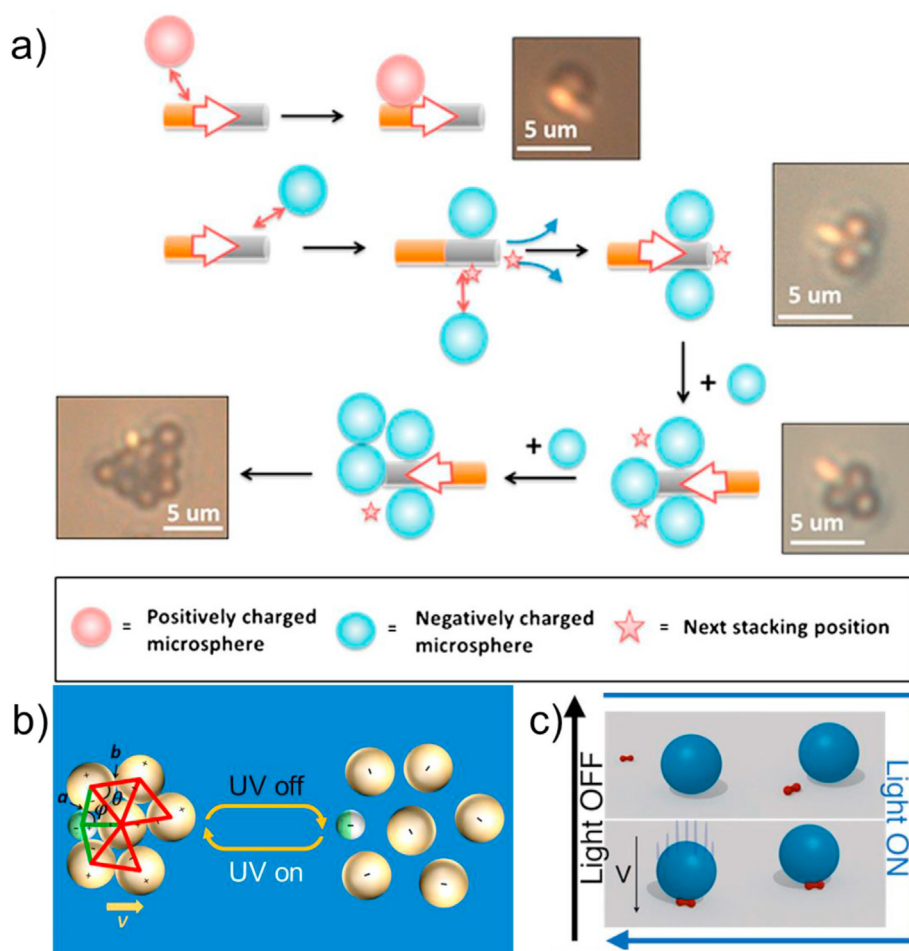 a)
5 um
5 um
+
+
5 um
5 um
= Positively charged
microsphere
= Negatively charged
microsphere
= Next stacking position
b)
b
a
θ
φ
+
+
+
+
-
-
UV off
UV on
-
-
-
-
-
-
-
-
v
c)
Light OFF
Light ON
V